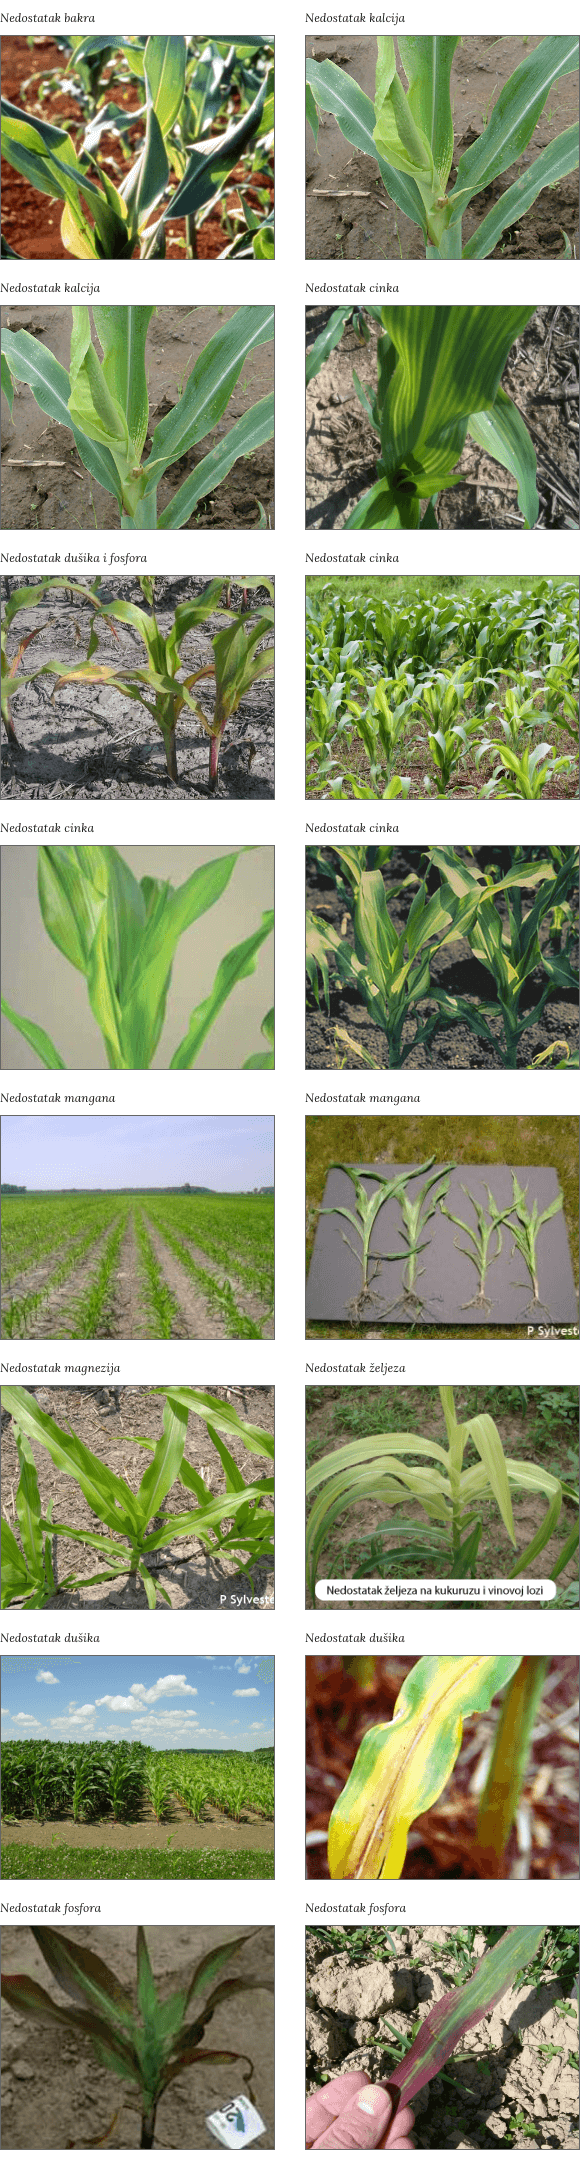 Nedostatak bakra
Nedostatak kalcija
Nedostatak kalcija
Nedostatak cinka
Nedostatak dušika i fosfora
Nedostatak cinka
Nedostatak cinka
Nedostatak cinka
Nedostatak mangana
Nedostatak mangana
P Sylveste
Nedostatak magnezija
Nedostatak željeza
P Sylveste
Nedostatak željeza na kukuruzu i vinovoj lozi
Nedostatak dušika
Nedostatak dušika
Nedostatak fosfora
Nedostatak fosfora